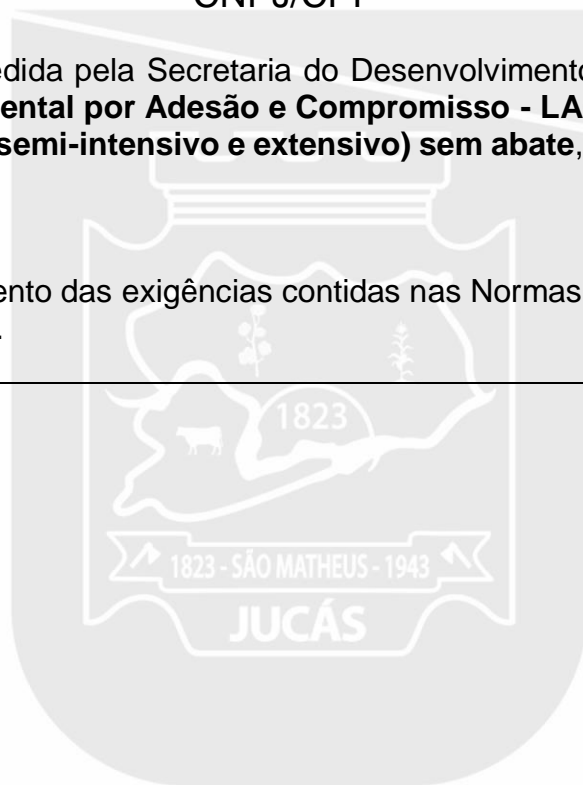 CNPJ/CPF
edida pela Secretaria do Desenvolvimento
ental por Adesão e Compromisso - LA
semi-intensivo e extensivo) sem abate,
ento das exigências contidas nas Normas
.
1823
1823 - SÃO MATHEUS - 1943
JUCÁS